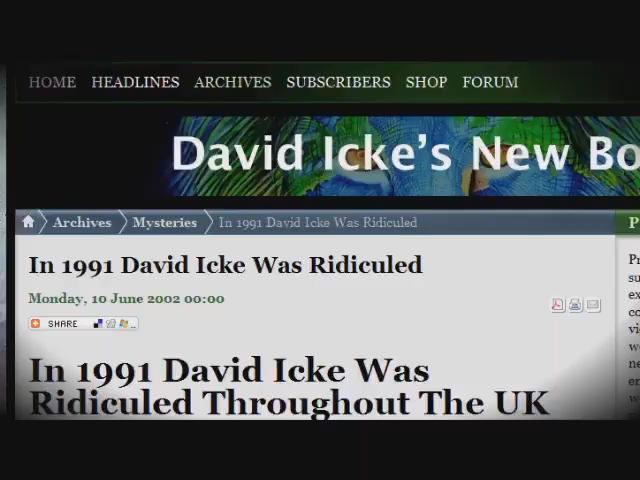 HOME HEADLINES ARCHIVES SUBSCRIBERS SHOP FORUM
David Icke's New Bo
Archives Mysteries In 1991 David Icke Was Ridiculed
In 1991 David Icke Was Ridiculed
Monday, 10 June 2002 00:00
SHARE
In 1991 David Icke Was
Ridiculed Throughout The UK